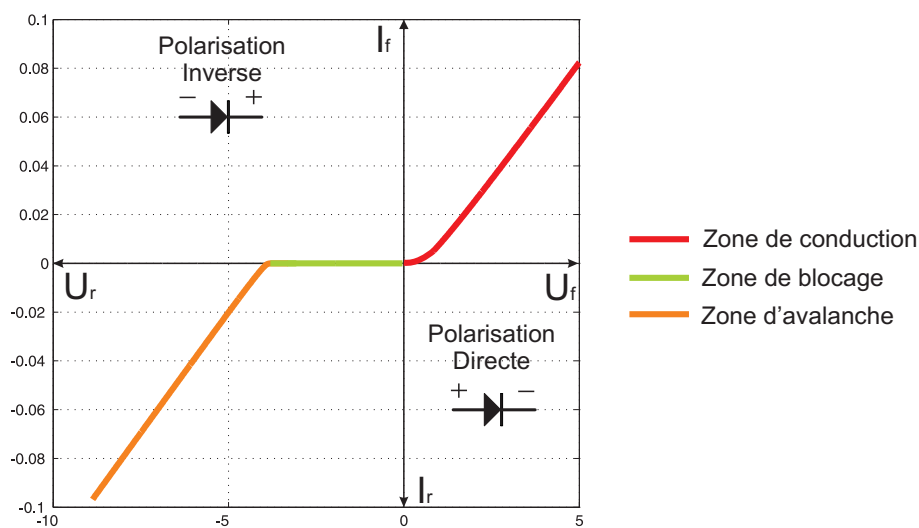 0.1
0.08
0.06
0.04
0.02
0
-0.02
-0.04
-0.06
-0.08
-0.1
-10
-5
0
5
Polarisation
Inverse
− +
If
Ur
Uf
Ir
Polarisation
Directe
+ −
Zone de conduction
Zone de blocage
Zone d'avalanche